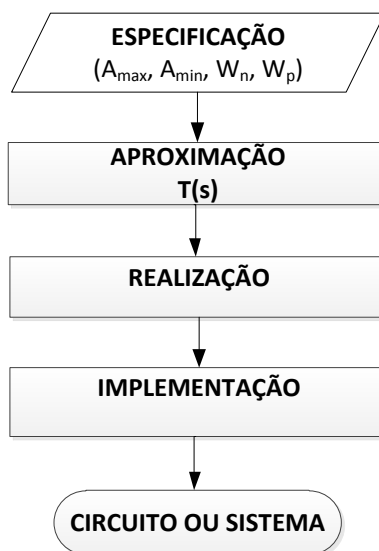 ESPECIFICAÇÃO
(Amax, Amin, Wn, Wp)
APROXIMAÇÃO
T(s)
REALIZAÇÃO
IMPLEMENTAÇÃO
CIRCUITO OU SISTEMA